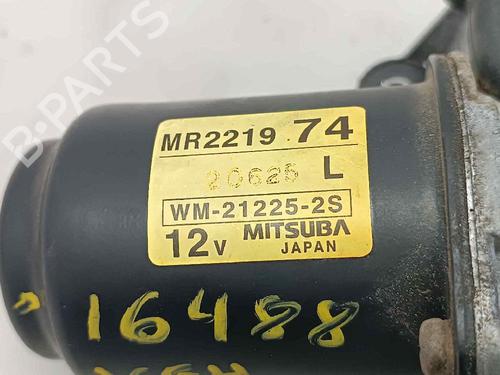 B-PARTS
MR2219 74
20625 L
WM-21225-2S
12V MITSUBA
JAPAN
16488